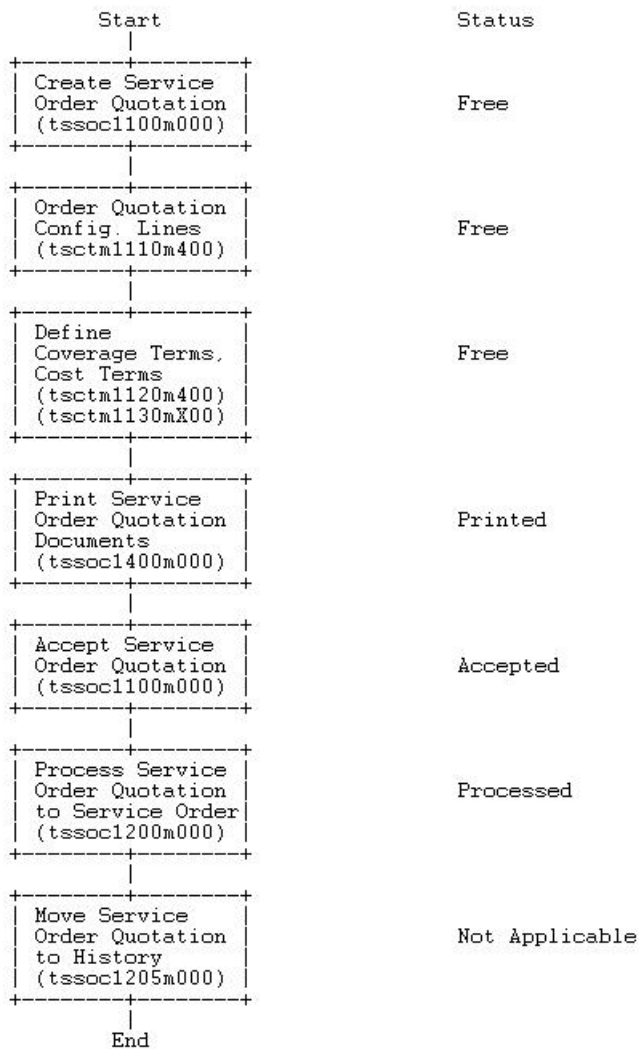 Start Status
Create Service
Order Quotation Free
(tssoc1100m000)
Order Quotation
Config. Lines Free
(tsctm1110m400)
Define
Coverage Terms, Free
Cost Terms
(tsctm1120m400)
(tsctm1130mX00)
Print Service
Order Quotation Printed
Documents
(tssoc1400m000)
Accept Service
Order Quotation Accepted
(tssoc1100m000)
Process Service
Order Quotation Processed
to Service Order
(tssoc1200m000)
Move Service
Order Quotation Not Applicable
to History
(tssoc1205m000)
End